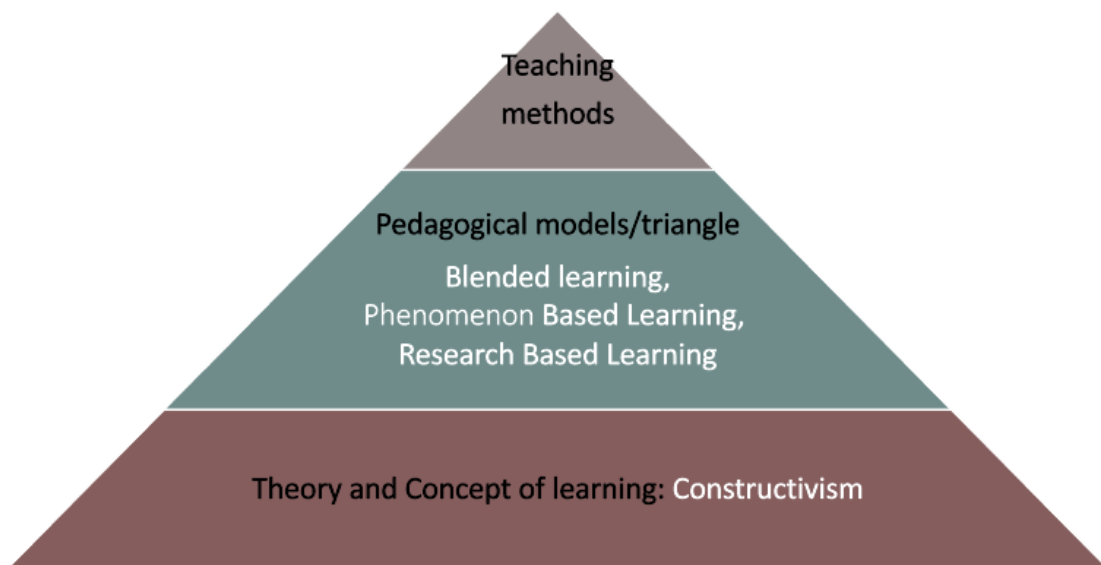 Teaching
methods
Pedagogical models/triangle
Blended learning,
Phenomenon Based Learning,
Research Based Learning
Theory and Concept of learning: Constructivism